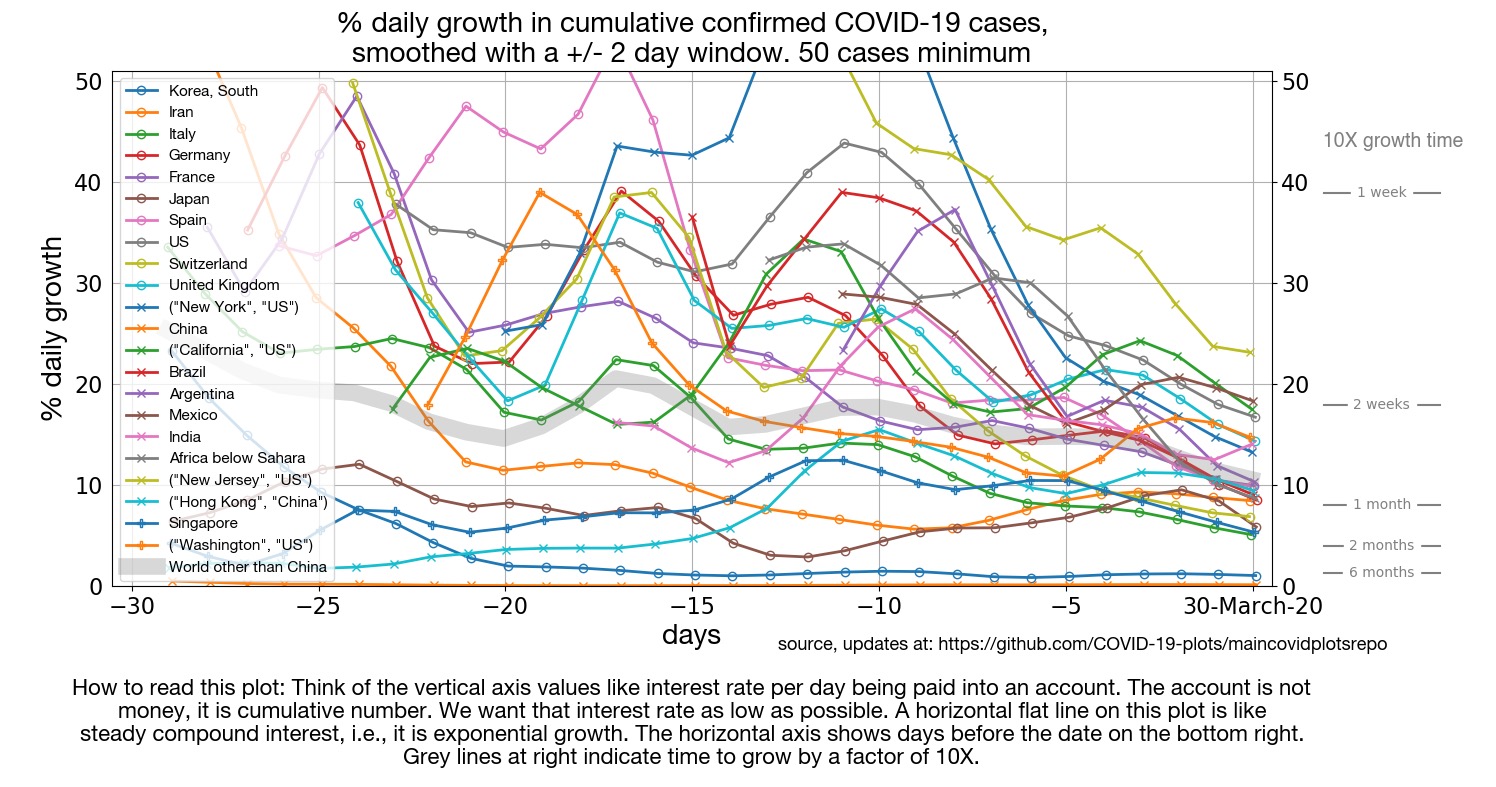 % daily growth in cumulative confirmed COVID-19 cases,
smoothed with a +/- 2 day window. 50 cases minimum
% daily growth
50
40
30
20
10
0
Korea, South
Iran
Italy
Germany
France
Japan
Spain
US
Switzerland
United Kingdom
("New York", "US")
China
("California", "US")
Brazil
Argentina
Mexico
India
Africa below Sahara
("New Jersey", "US")
("Hong Kong", "China")
Singapore
("Washington", "US")
World other than China
50
40
30
20
10
0
10X growth time
1 week
2 weeks
1 month
2 months
6 months
−30 −25 −20 −15 −10 −5 30-March-20
days
source, updates at: https://github.com/COVID-19-plots/maincovidplotsrepo
How to read this plot: Think of the vertical axis values like interest rate per day being paid into an account. The account is not
money, it is cumulative number. We want that interest rate as low as possible. A horizontal flat line on this plot is like
steady compound interest, i.e., it is exponential growth. The horizontal axis shows days before the date on the bottom right.
Grey lines at right indicate time to grow by a factor of 10X.